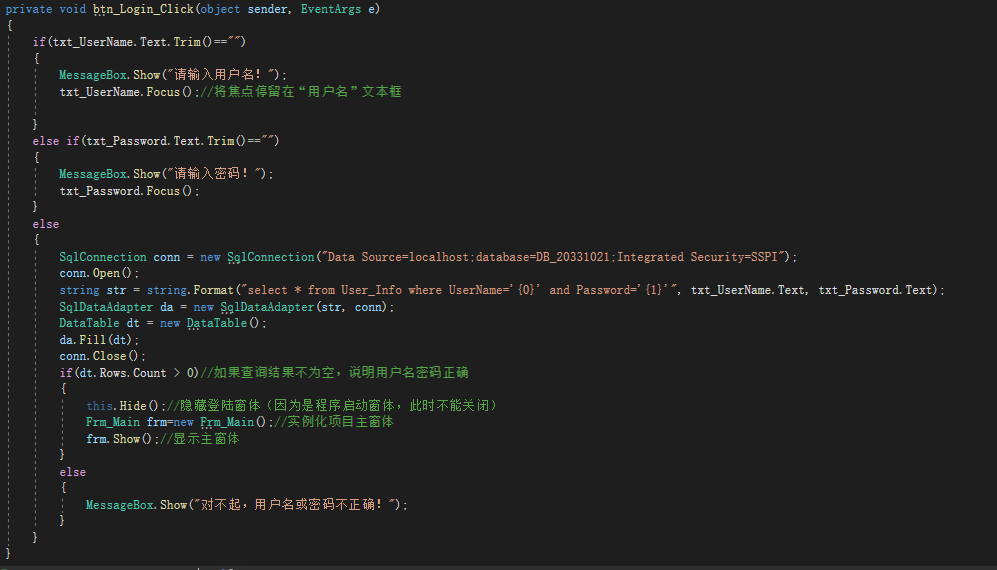 private void btn_Login_Click(object sender, EventArgs e)
{
if(txt_UserName.Text.Trim()=="")
{
MessageBox.Show("请输入用户名！");
txt_UserName.Focus();//将焦点停留在“用户名”文本框
}
else if(txt_Password.Text.Trim()=="")
{
MessageBox.Show("请输入密码！");
txt_Password.Focus();
}
else
{
SqlConnection conn = new SqlConnection("Data Source=localhost;database=DB_20331021;Integrated Security=SSPI");
conn.Open();
string str = string.Format("select * from User_Info where UserName='{0}' and Password='{1}'", txt_UserName.Text, txt_Password.Text);
SqlDataAdapter da = new SqlDataAdapter(str, conn);
DataTable dt = new DataTable();
da.Fill(dt);
conn.Close();
if(dt.Rows.Count > 0)//如果查询结果不为空，说明用户名密码正确
{
this.Hide();//隐藏登陆窗体（因为是程序启动窗体，此时不能关闭）
Frm_Main frm=new Frm_Main();//实例化项目主窗体
frm.Show();//显示主窗体
}
else
{
MessageBox.Show("对不起，用户名或密码不正确！");
}
}
}